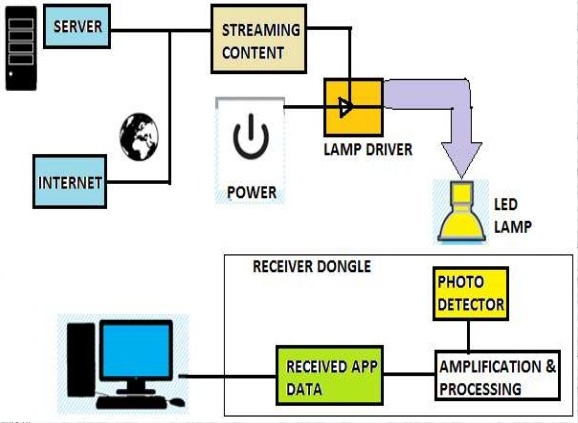 SERVER
STREAMING
CONTENT
INTERNET
POWER
LAMP DRIVER
LED
LAMP
RECEIVER DONGLE
PHOTO
DETECTOR
RECEIVED APP
DATA
AMPLIFICATION &
PROCESSING